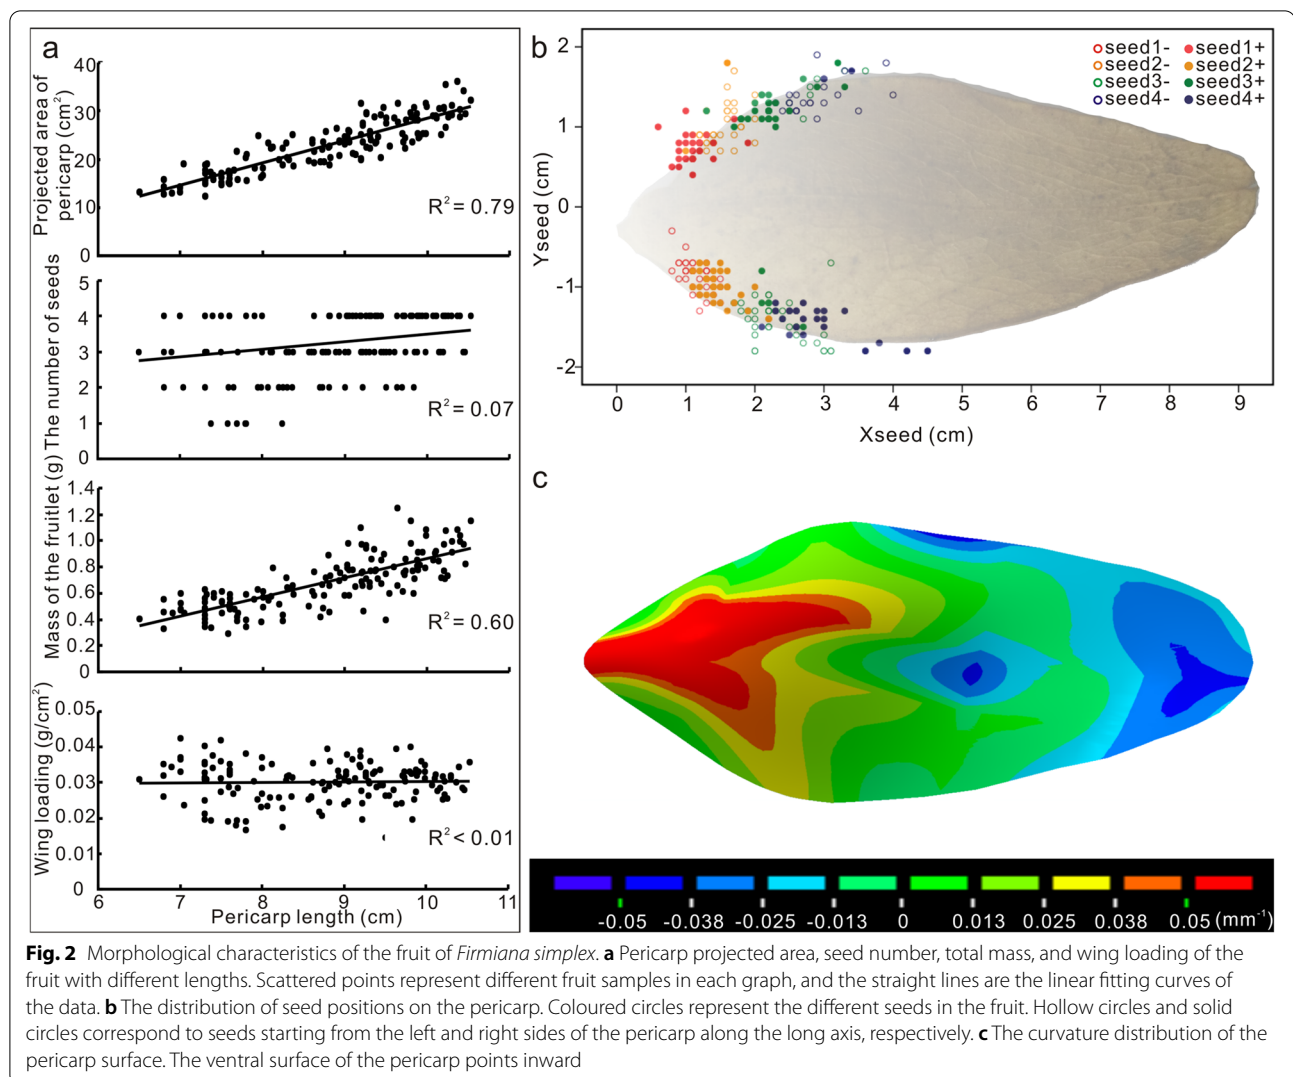 a
Projected area of
pericarp (cm²)
40
30
20
10
0
R² = 0.79
The number of seeds
5
4
3
2
1
0
R² = 0.07
Mass of the fruitlet (g)
1.4
1.2
1.0
0.8
0.6
0.4
0.2
0
R² = 0.60
Wing loading (g/cm²)
0.05
0.04
0.03
0.02
0.01
0
R² < 0.01
6 7 8 9 10 11
Pericarp length (cm)
b
Yseed (cm)
2
1
0
-1
-2
seed1- seed1+
seed2- seed2+
seed3- seed3+
seed4- seed4+
0 1 2 3 4 5 6 7 8 9
Xseed (cm)
c
-0.05 -0.038 -0.025 -0.013 0 0.013 0.025 0.038 0.05 (mm⁻¹)
Fig. 2 Morphological characteristics of the fruit of Firmiana simplex. a Pericarp projected area, seed number, total mass, and wing loading of the
fruit with different lengths. Scattered points represent different fruit samples in each graph, and the straight lines are the linear fitting curves of
the data. b The distribution of seed positions on the pericarp. Coloured circles represent the different seeds in the fruit. Hollow circles and solid
circles correspond to seeds starting from the left and right sides of the pericarp along the long axis, respectively. c The curvature distribution of the
pericarp surface. The ventral surface of the pericarp points inward